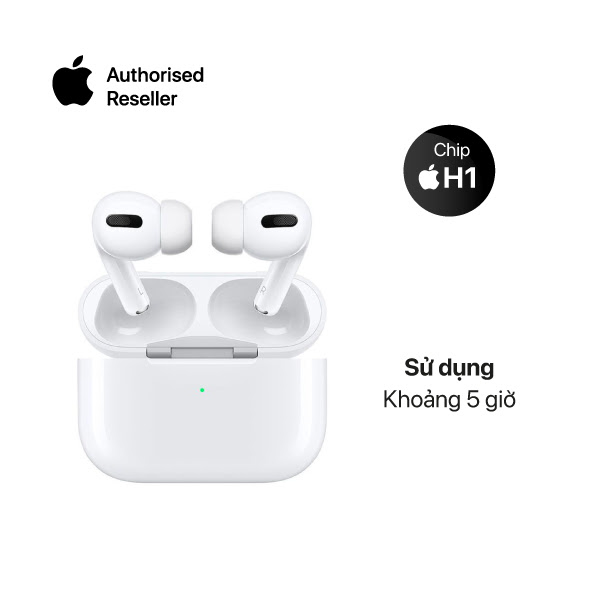 Authorised
Reseller
Chip
H1
Sử dụng
Khoảng 5 giờ